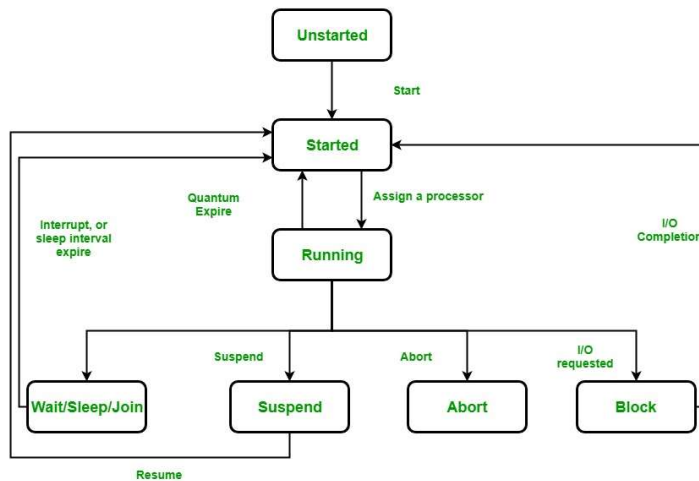 Unstarted
Start
Started
Quantum
Expire
Assign a processor
Interrupt, or
sleep interval
expire
I/O
Completion
Running
Suspend
Abort
I/O
requested
Wait/Sleep/Join
Suspend
Abort
Block
Resume